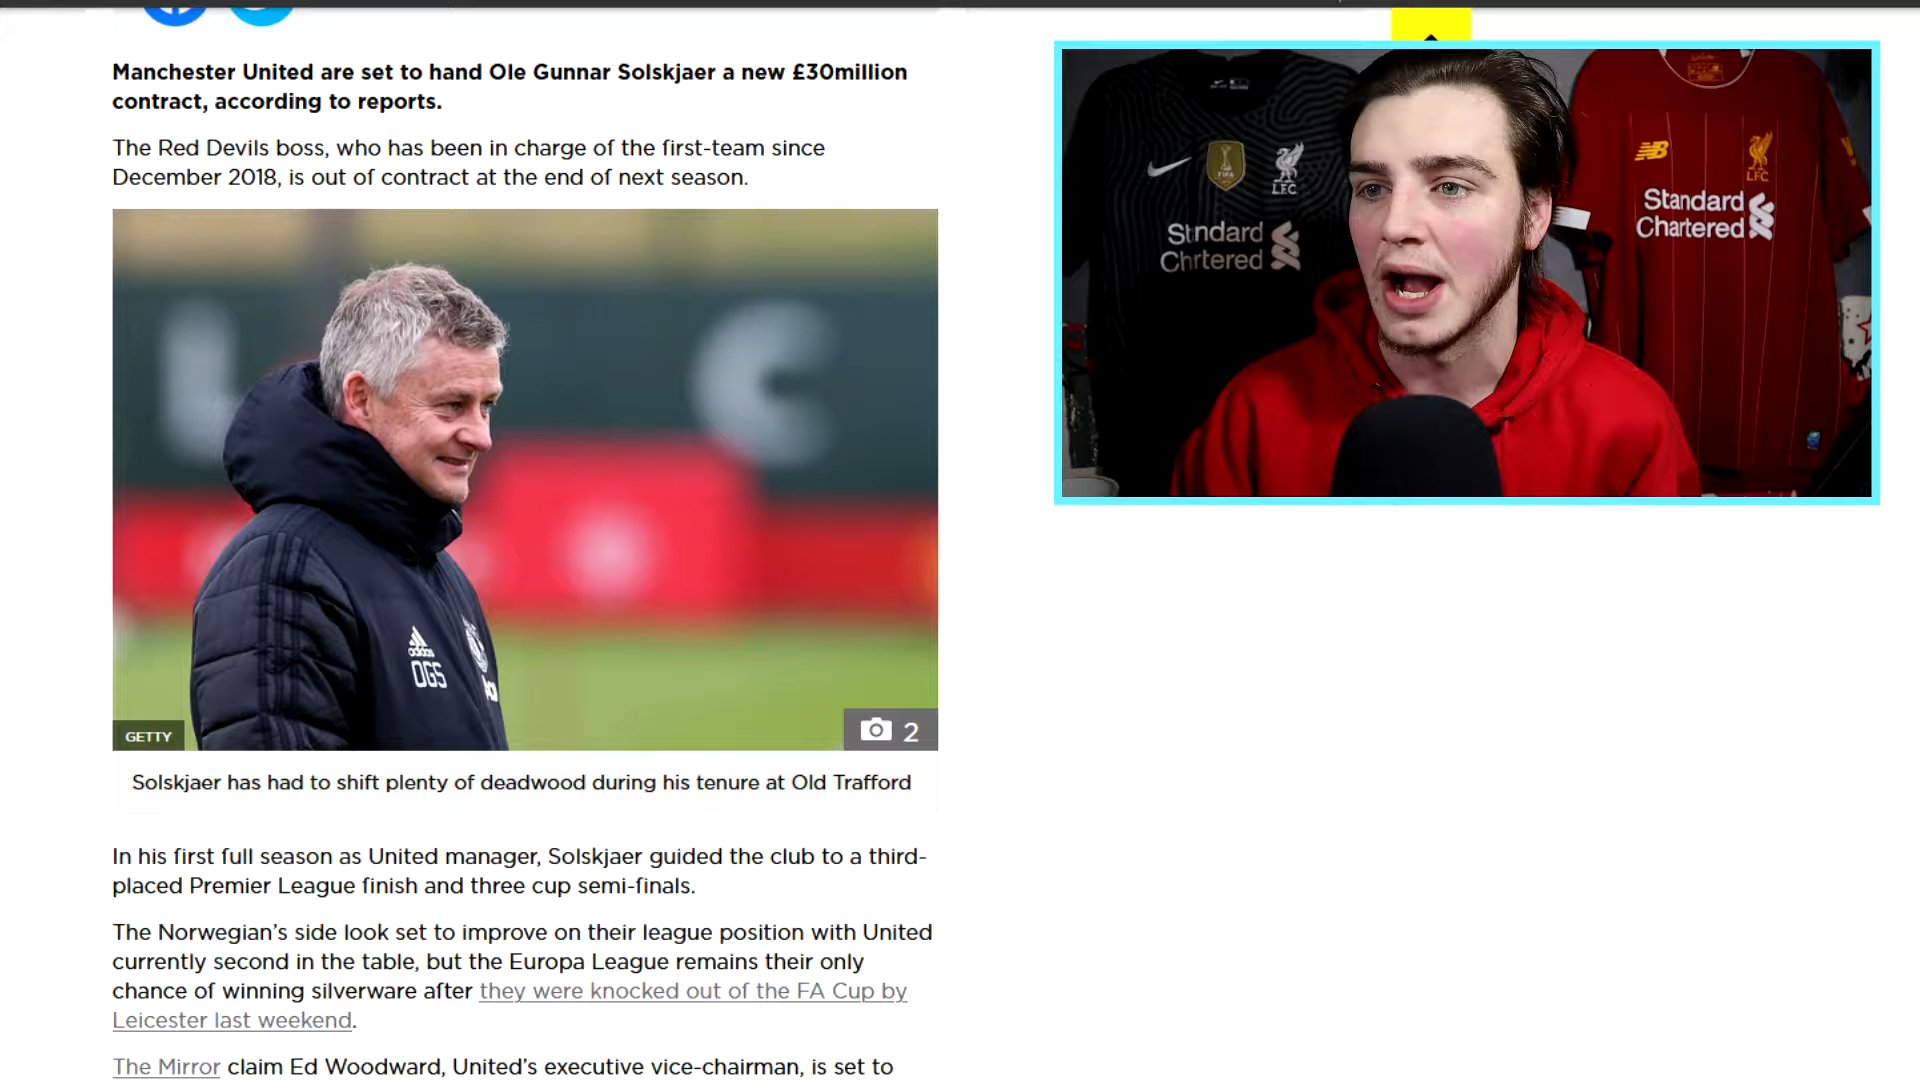 Manchester United are set to hand Ole Gunnar Solskjaer a new £30million
contract, according to reports.
The Red Devils boss, who has been in charge of the first-team since
December 2018, is out of contract at the end of next season.
L C
adidas
OGS
GETTY
2
Solskjaer has had to shift plenty of deadwood during his tenure at Old Trafford
In his first full season as United manager, Solskjaer guided the club to a third-
placed Premier League finish and three cup semi-finals.
The Norwegian's side look set to improve on their league position with United
currently second in the table, but the Europa League remains their only
chance of winning silverware after they were knocked out of the FA Cup by
Leicester last weekend.
The Mirror claim Ed Woodward, United's executive vice-chairman, is set to
FIFA
LFC
Stndard
Chrtered
NB
LFC
Standard
Chartered